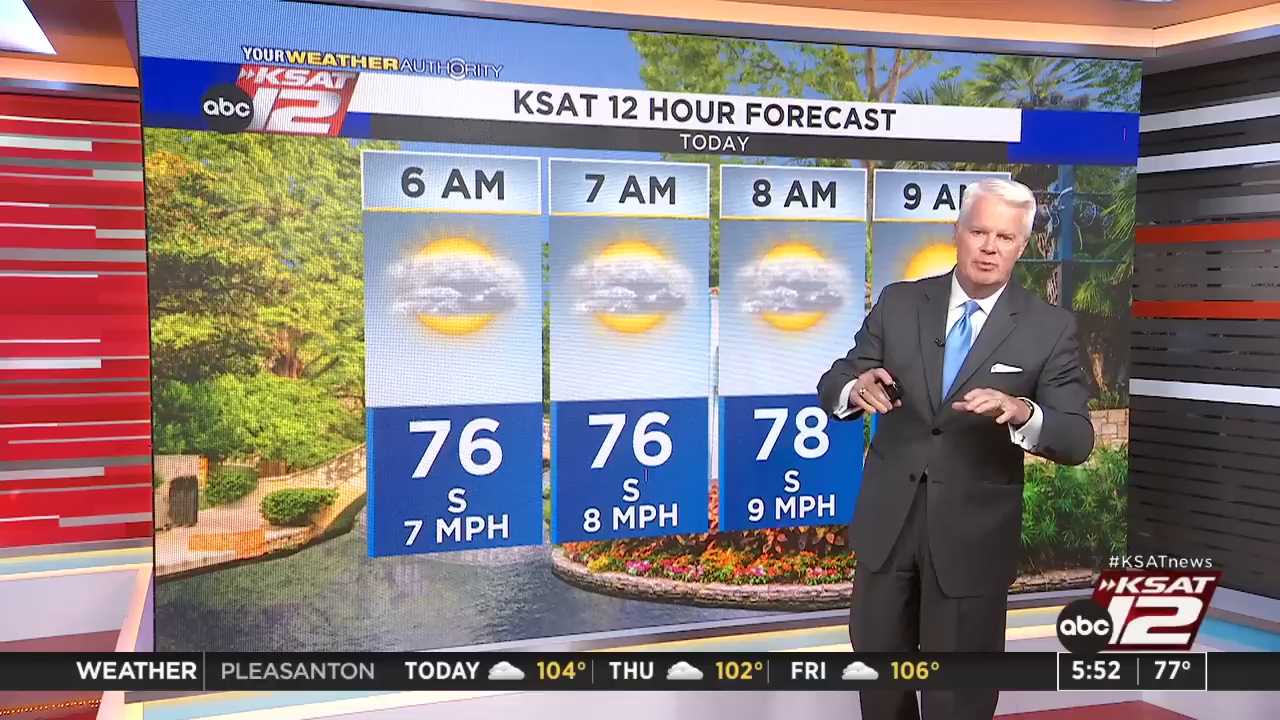 YOUR WEATHER AUTHORITY
KSAT
abc 12
KSAT 12 HOUR FORECAST
TODAY
6 AM 7 AM 8 AM 9 A
76 76 78
S S S
7 MPH 8 MPH 9 MPH
#KSATnews
KSAT
abc 12
WEATHER PLEASANTON TODAY 104° THU 102° FRI 106° 5:52 77°